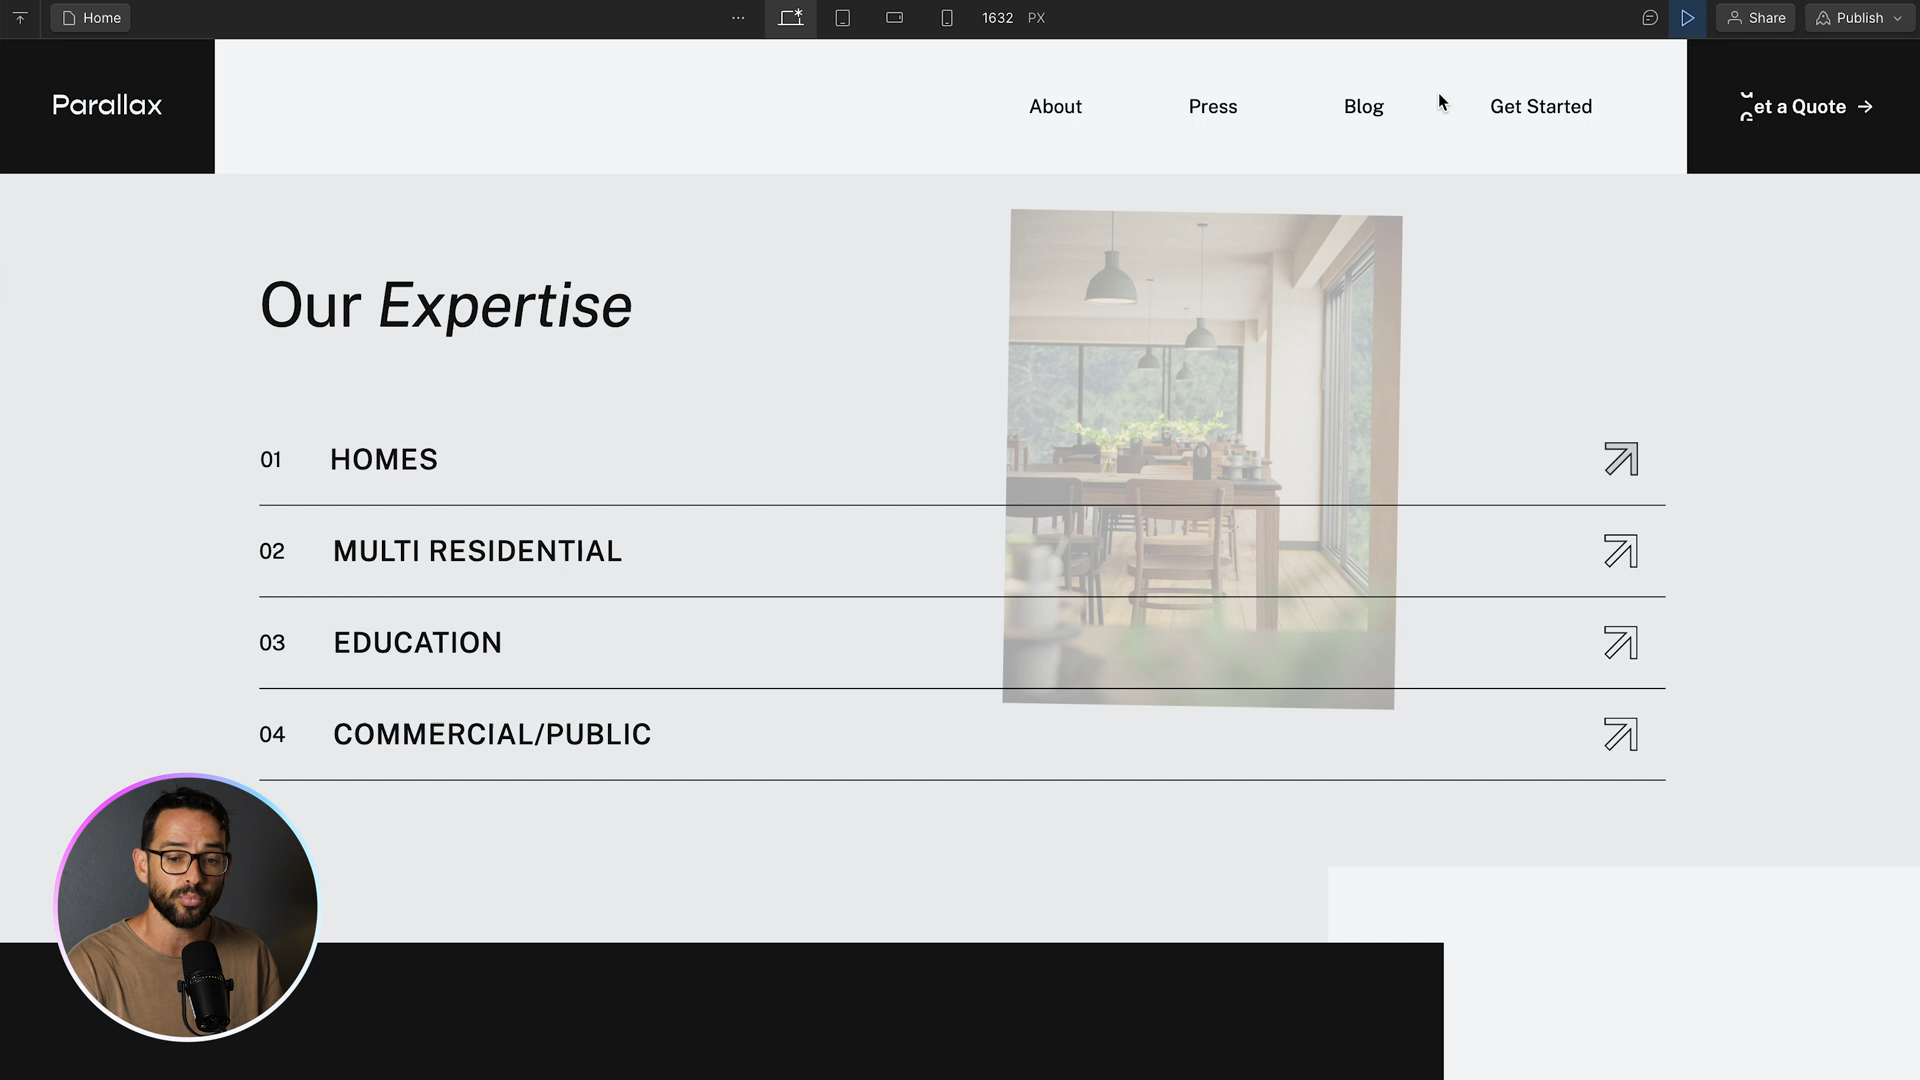 Home
1632 PX
Share
Publish
Parallax
About
Press
Blog
Get Started
Get a Quote →
Our Expertise
01 HOMES
02 MULTI RESIDENTIAL
03 EDUCATION
04 COMMERCIAL/PUBLIC